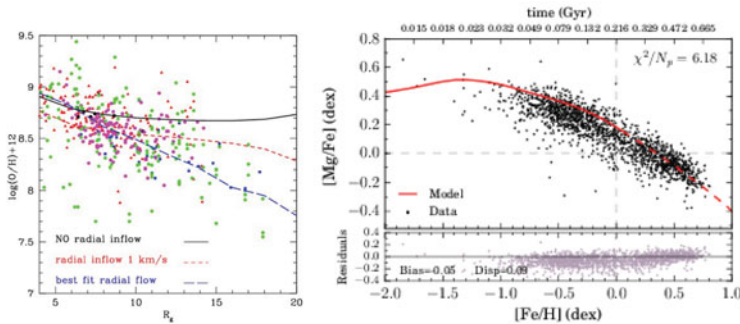 9.5
9
8.5
8
7.5
7
log(O/H)+12
NO radial inflow
radial inflow 1 km/s
best fit radial flow
5 10 15 20
R_g
time (Gyr)
0.015 0.018 0.023 0.032 0.049 0.079 0.132 0.216 0.329 0.472 0.665
0.8
0.6
0.4
0.2
0.0
−0.2
−0.4
[Mg/Fe] (dex)
χ²/N_p = 6.18
Model
Data
0.4
0.2
0.0
−0.2
−0.4
Residuals
Bias=0.05 Disp=0.09
−2.0 −1.5 −1.0 −0.5 0.0 0.5 1.0
[Fe/H] (dex)